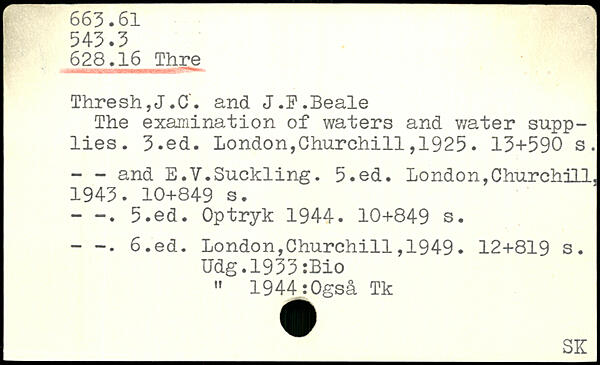 663.61
543.3
628.16 Thre
Thresh,J.C. and J.F.Beale
The examination of waters and water supp-
lies. 3.ed. London,Churchill,1925. 13+590 s.
- - and E.V.Suckling. 5.ed. London,Churchill,
1943. 10+849 s.
- -. 5.ed. Optryk 1944. 10+849 s.
- -. 6.ed. London,Churchill,1949. 12+819 s.
Udg.1933:Bio
" 1944:Også Tk
SK